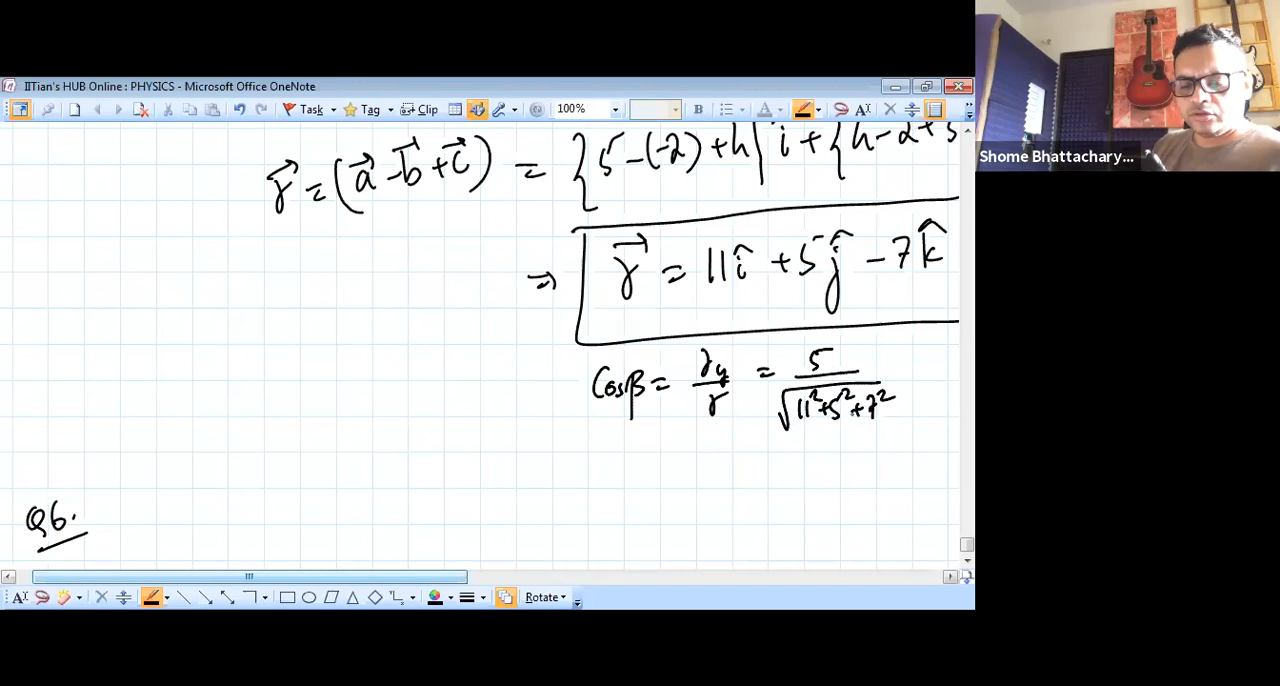 IITian's HUB Online : PHYSICS - Microsoft Office OneNote
Task Tag Clip 100% B A
r⃗ = (a⃗ - b⃗ + c⃗) = {5 - (-2) + 4} i + {4 - 2 + 3
Shome Bhattachary...
⇒ r⃗ = 11î + 5ĵ - 7k̂
Cosβ = ry/r = 5/√11²+5²+7²
Q6.
Rotate